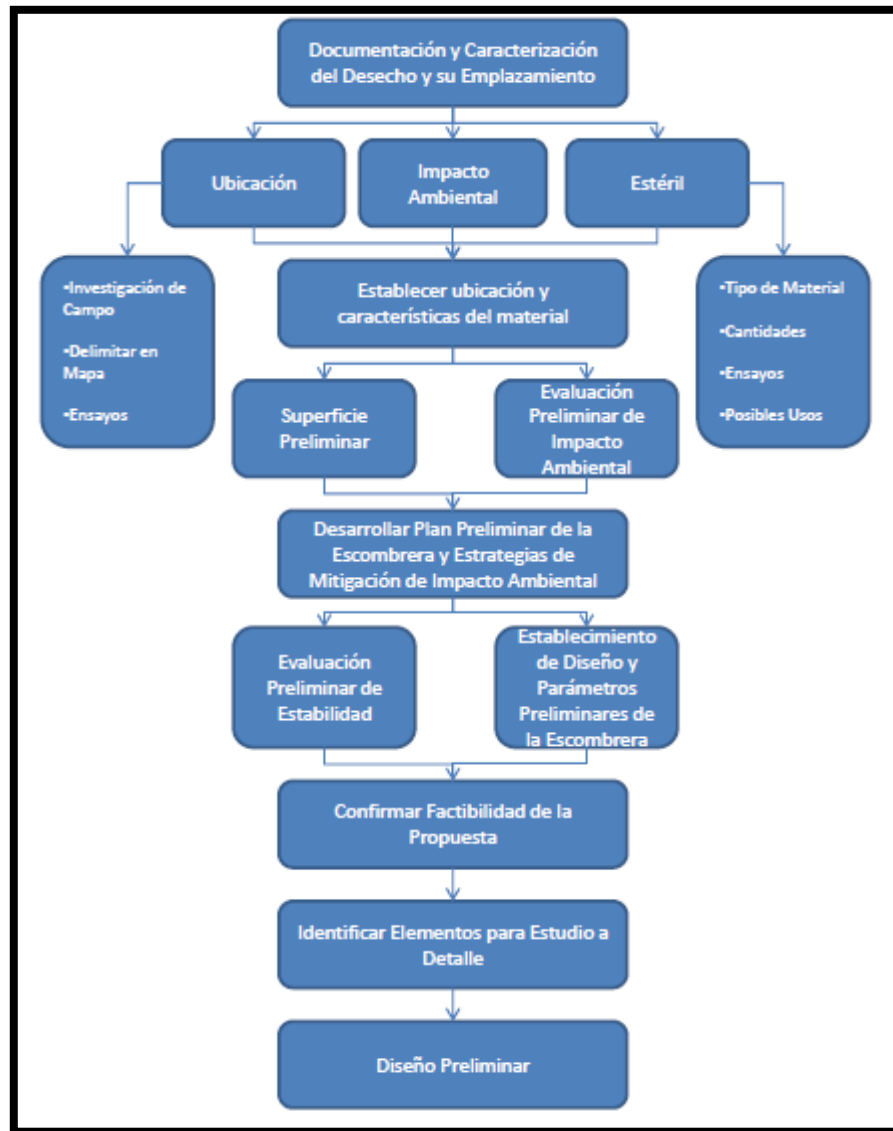 Documentación y Caracterización
del Desecho y su Emplazamiento
Ubicación
Impacto
Ambiental
Estéril
•Investigación de
Campo
•Delimitar en
Mapa
•Ensayos
Establecer ubicación y
características del material
•Tipo de Material
•Cantidades
•Ensayos
•Posibles Usos
Superficie
Preliminar
Evaluación
Preliminar de
Impacto
Ambiental
Desarrollar Plan Preliminar de la
Escombrera y Estrategias de
Mitigación de Impacto Ambiental
Evaluación
Preliminar de
Estabilidad
Establecimiento
de Diseño y
Parámetros
Preliminares de
la Escombrera
Confirmar Factibilidad de la
Propuesta
Identificar Elementos para Estudio a
Detalle
Diseño Preliminar